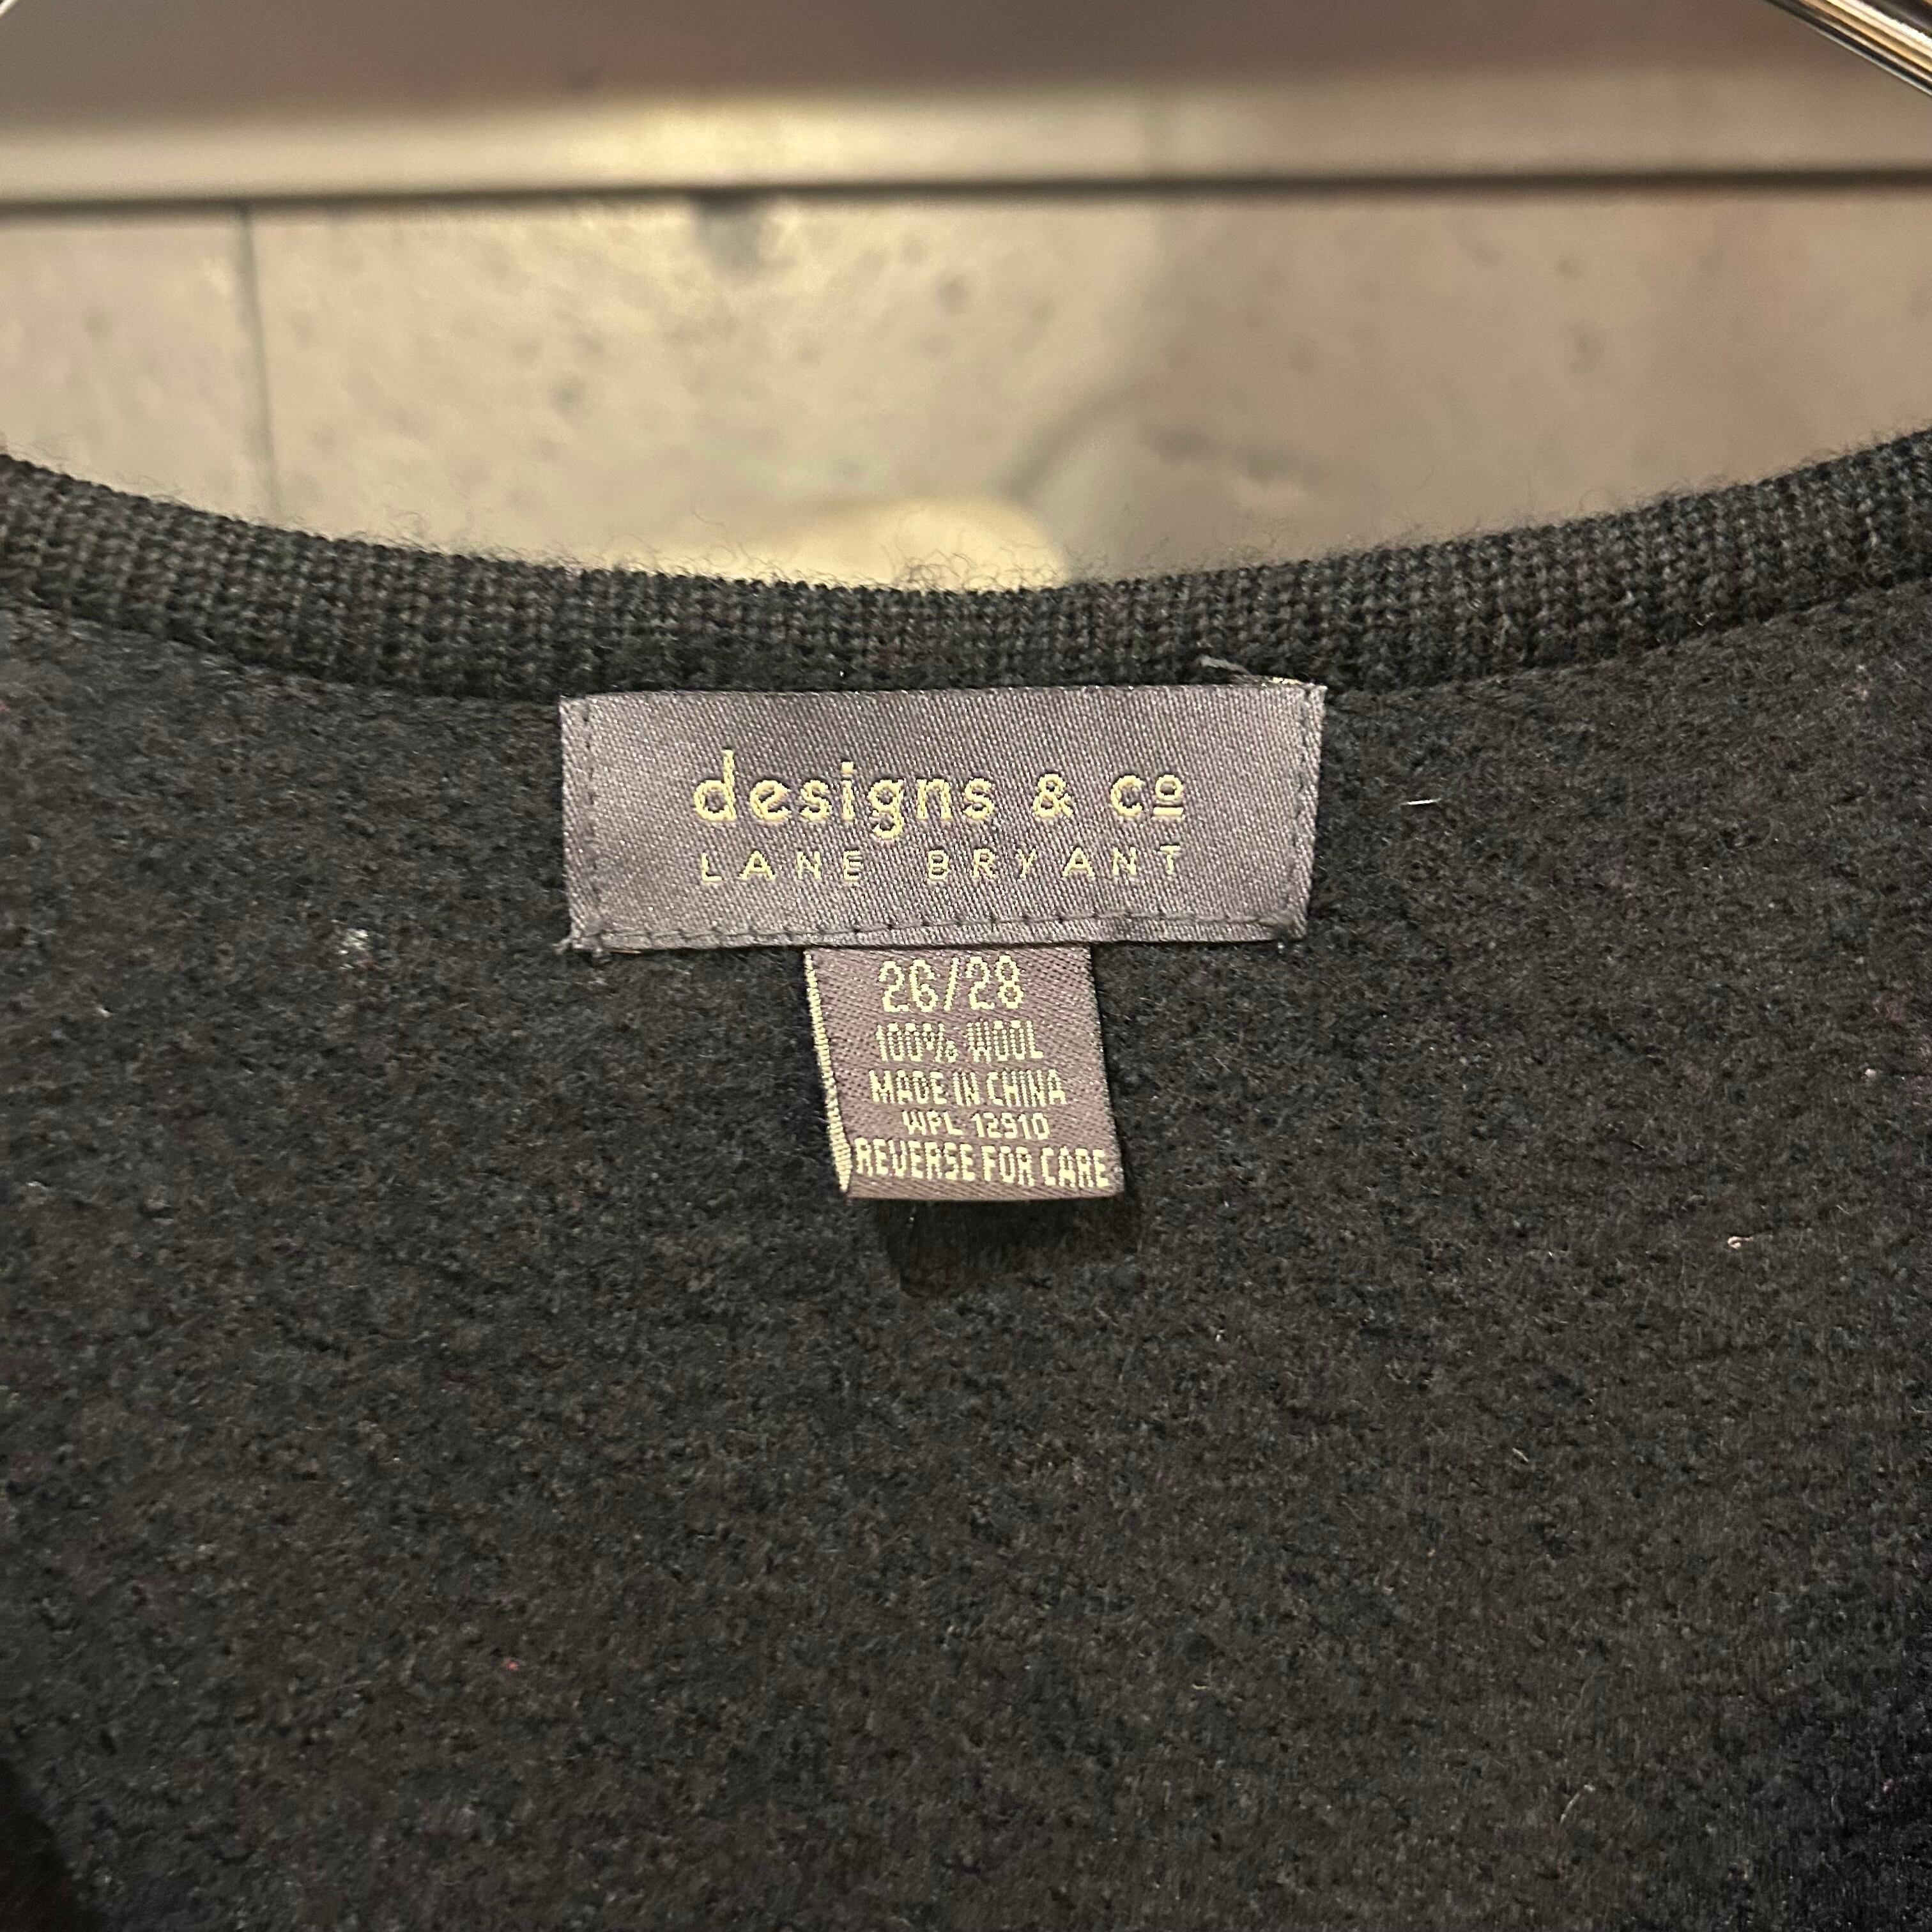 designs & co
LANE BRYANT
26/28
100% WOOL
MADE IN CHINA
WPL 12910
REVERSE FOR CARE